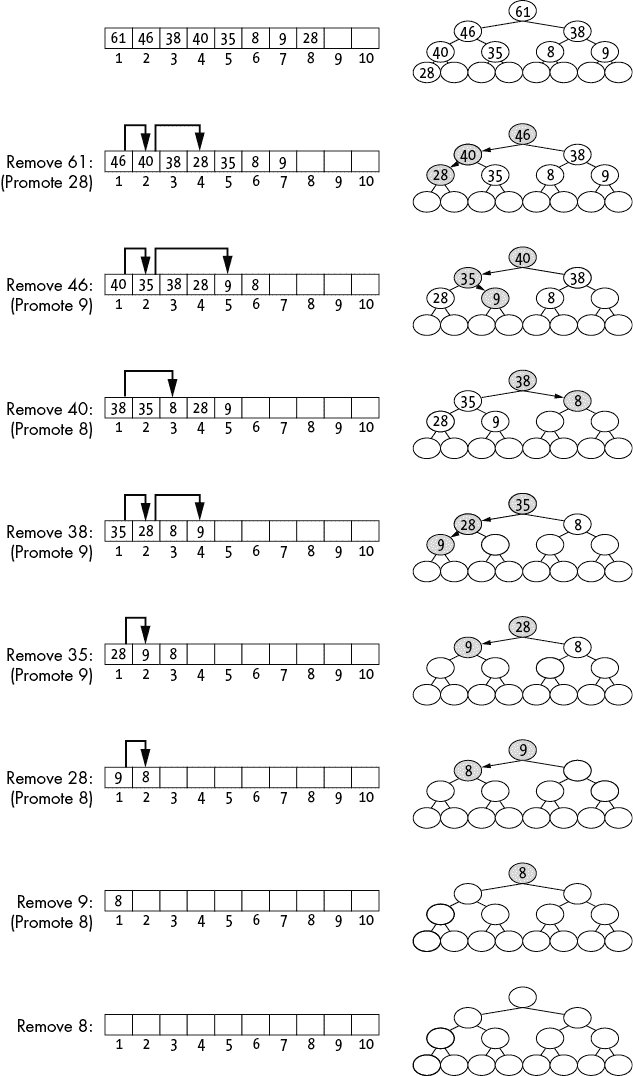 61
61 46 38 40 35 8 9 28
46 38
40 35 8 9
1 2 3 4 5 6 7 8 9 10
28
46
Remove 61: 46 40 38 28 35 8 9
40 38
(Promote 28) 1 2 3 4 5 6 7 8 9 10
28 35 8 9
40
Remove 46: 40 35 38 28 9 8
35 38
(Promote 9) 1 2 3 4 5 6 7 8 9 10
28 9 8
38
Remove 40: 38 35 8 28 9
35 8
(Promote 8) 1 2 3 4 5 6 7 8 9 10
28 9
35
Remove 38: 35 28 8 9
28 8
(Promote 9) 1 2 3 4 5 6 7 8 9 10
9
28
Remove 35: 28 9 8
9 8
(Promote 9) 1 2 3 4 5 6 7 8 9 10
9
Remove 28: 9 8
8
(Promote 8) 1 2 3 4 5 6 7 8 9 10
8
Remove 9: 8
(Promote 8) 1 2 3 4 5 6 7 8 9 10
Remove 8:
1 2 3 4 5 6 7 8 9 10